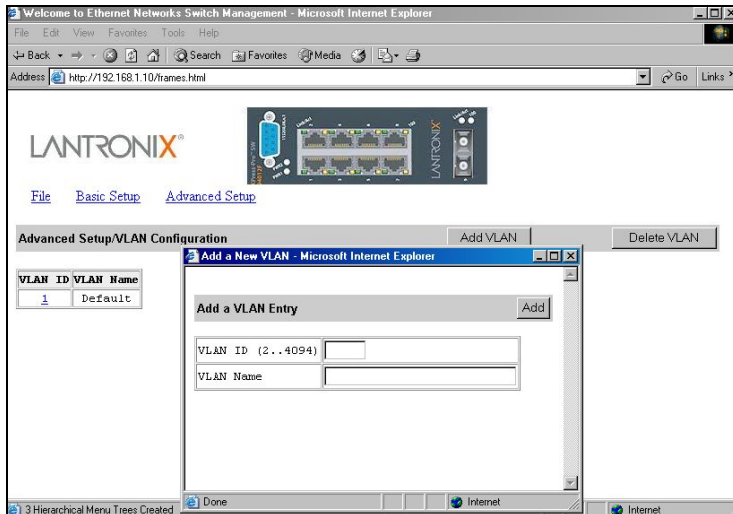 Welcome to Ethernet Networks Switch Management - Microsoft Internet Explorer
File Edit View Favorites Tools Help
Back Search Favorites Media
Address http://192.168.1.10/frames.html Go Links
LANTRONIX®
LANTRONIX
File Basic Setup Advanced Setup
Advanced Setup/VLAN Configuration Add VLAN Delete VLAN
VLAN ID VLAN Name
1 Default
Add a New VLAN - Microsoft Internet Explorer
Add a VLAN Entry Add
VLAN ID (2..4094)
VLAN Name
Done Internet
3 Hierarchical Menu Trees Created Internet